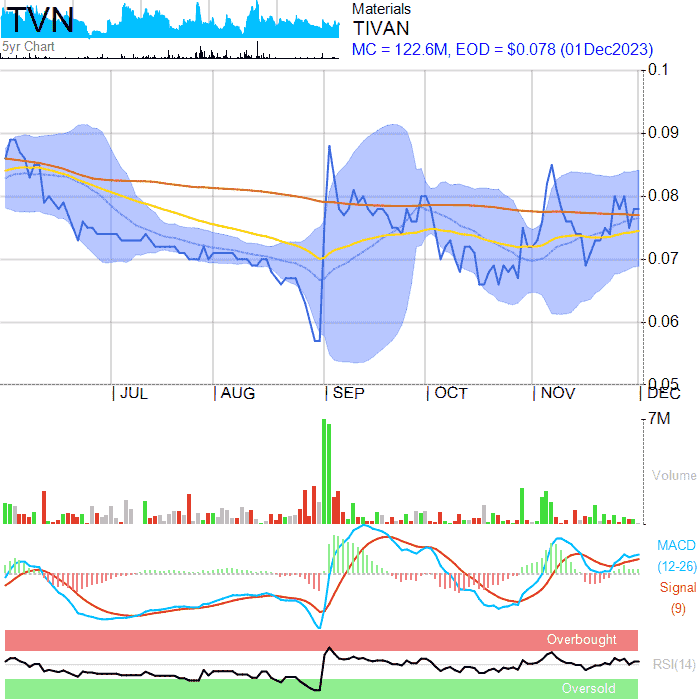 TVN
Materials
TIVAN
5yr Chart
MC = 122.6M, EOD = $0.078 (01Dec2023)
0.1
0.09
0.08
0.07
0.06
0.05
JUL AUG SEP OCT NOV DEC
7M
Volume
MACD
(12-26)
Signal
(9)
Overbought
RSI(14)
Oversold